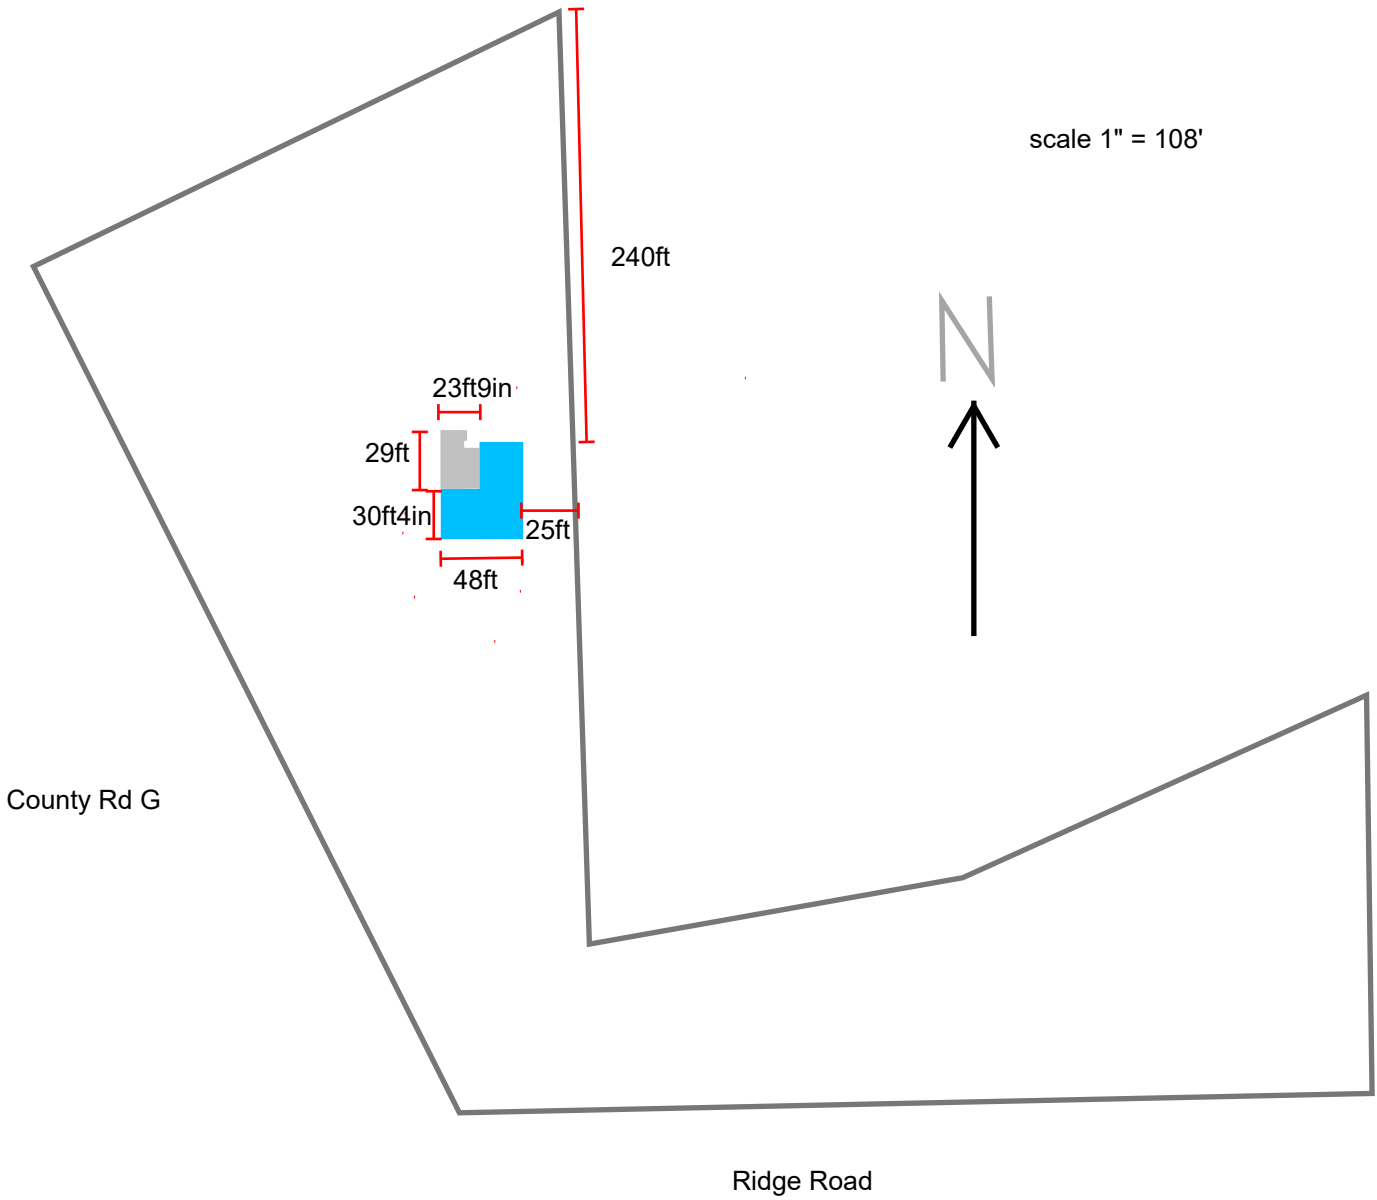 scale 1" = 108'
240ft
N
23ft9in
29ft
30ft4in
25ft
48ft
County Rd G
Ridge Road